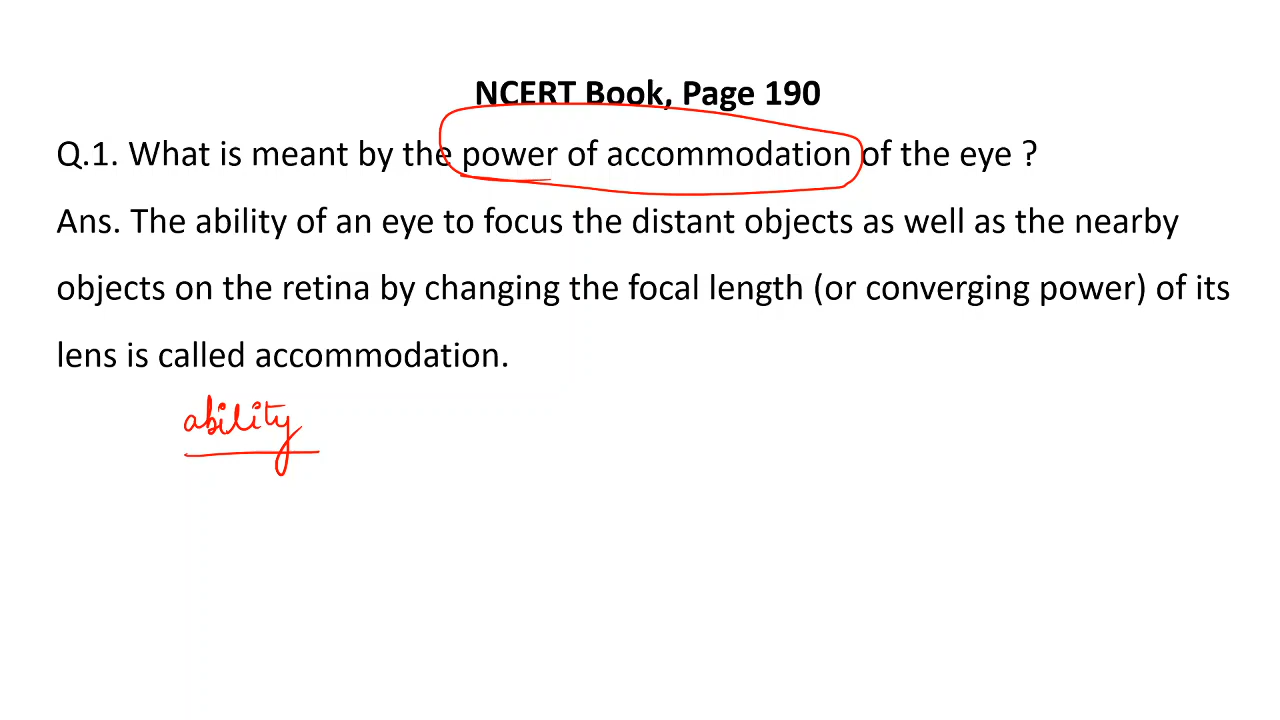 NCERT Book, Page 190
Q.1. What is meant by the power of accommodation of the eye ?
Ans. The ability of an eye to focus the distant objects as well as the nearby
objects on the retina by changing the focal length (or converging power) of its
lens is called accommodation.
ability